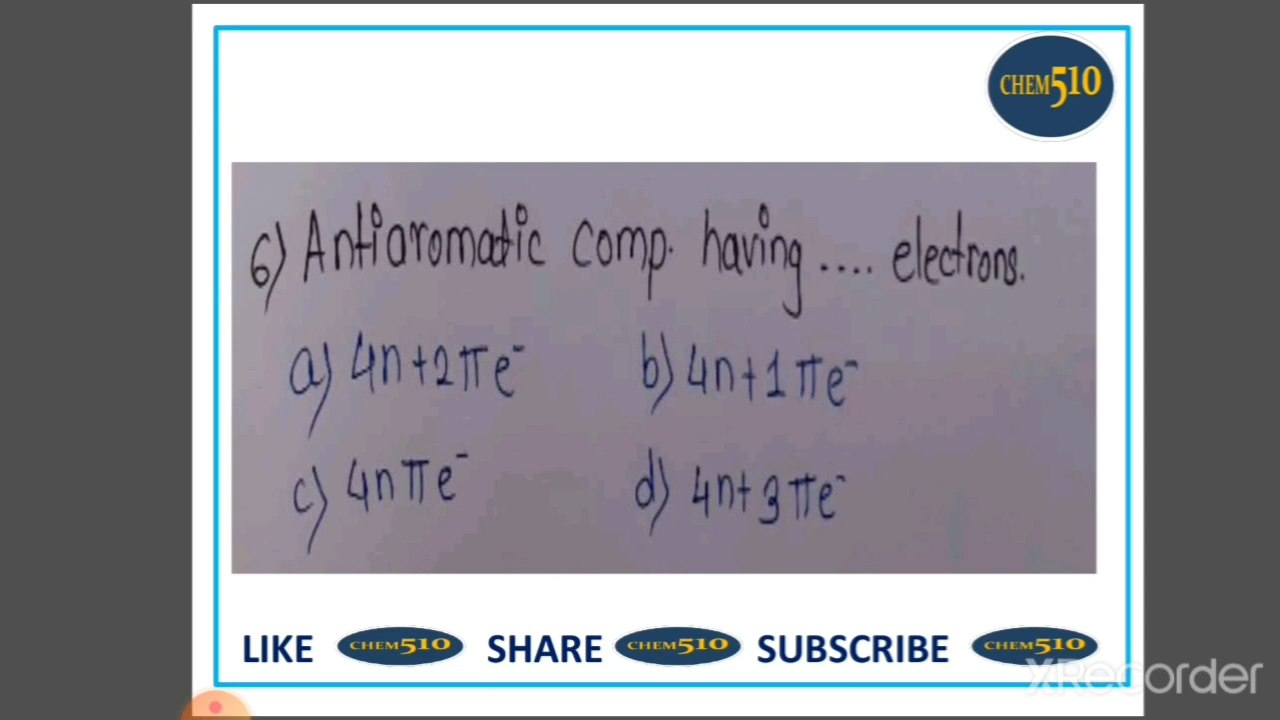 CHEM510
6) Antiaromatic comp. having .... electrons.
a) 4n+2πe⁻ b) 4n+1πe⁻
c) 4nπe⁻ d) 4n+3πe⁻
LIKE CHEM510 SHARE CHEM510 SUBSCRIBE CHEM510
XRecorder